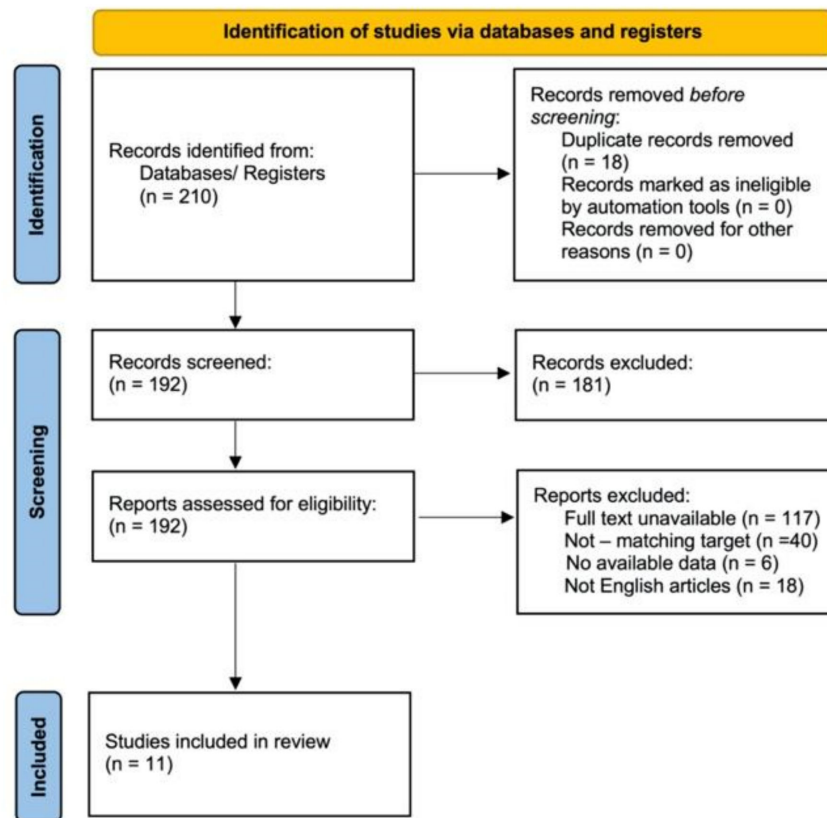 Identification of studies via databases and registers
Identification
Records identified from:
Databases/ Registers
(n = 210)
Records removed before
screening:
Duplicate records removed
(n = 18)
Records marked as ineligible
by automation tools (n = 0)
Records removed for other
reasons (n = 0)
Screening
Records screened:
(n = 192)
Records excluded:
(n = 181)
Reports assessed for eligibility:
(n = 192)
Reports excluded:
Full text unavailable (n = 117)
Not – matching target (n =40)
No available data (n = 6)
Not English articles (n = 18)
Included
Studies included in review
(n = 11)